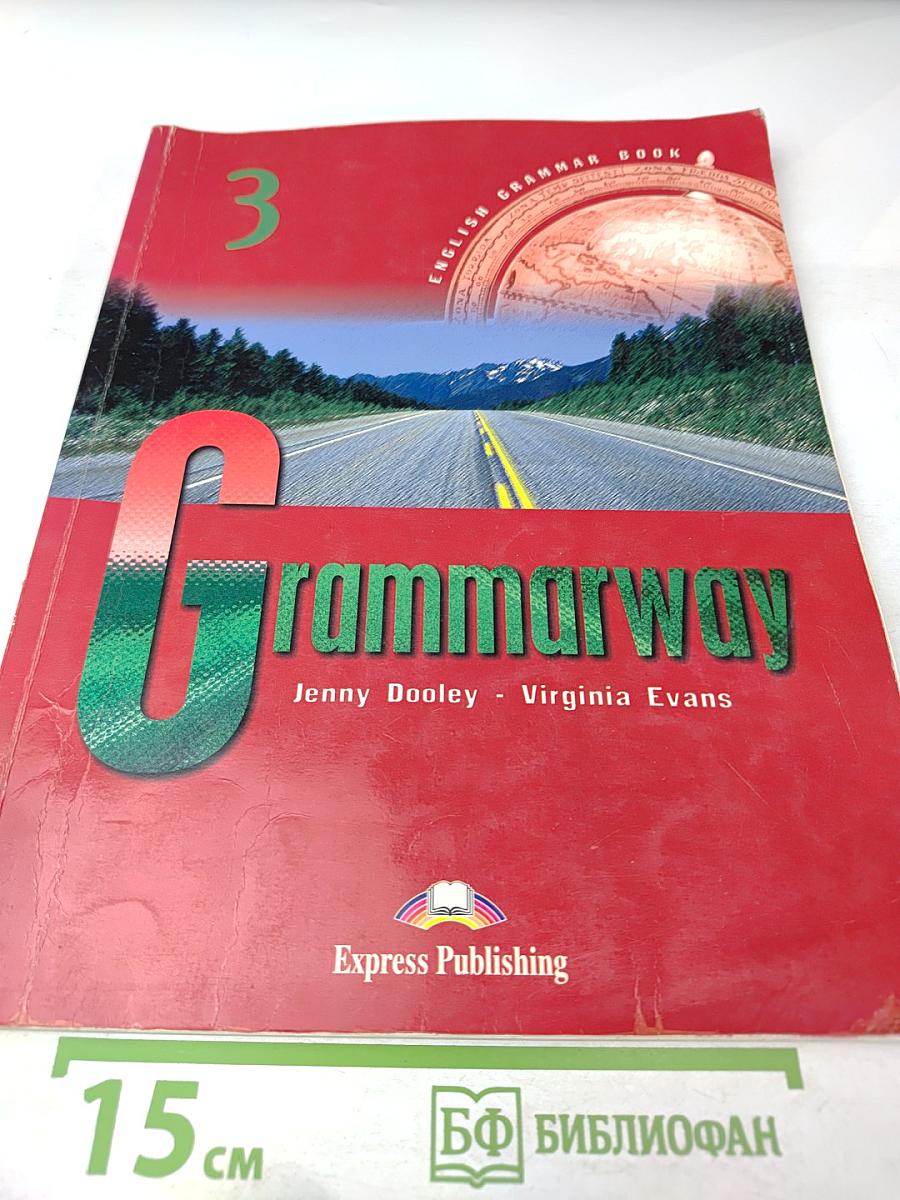 3
ENGLISH GRAMMAR BOOK
Grammarway
Jenny Dooley - Virginia Evans
Express Publishing
15 см
БФ БИБЛИОФАН